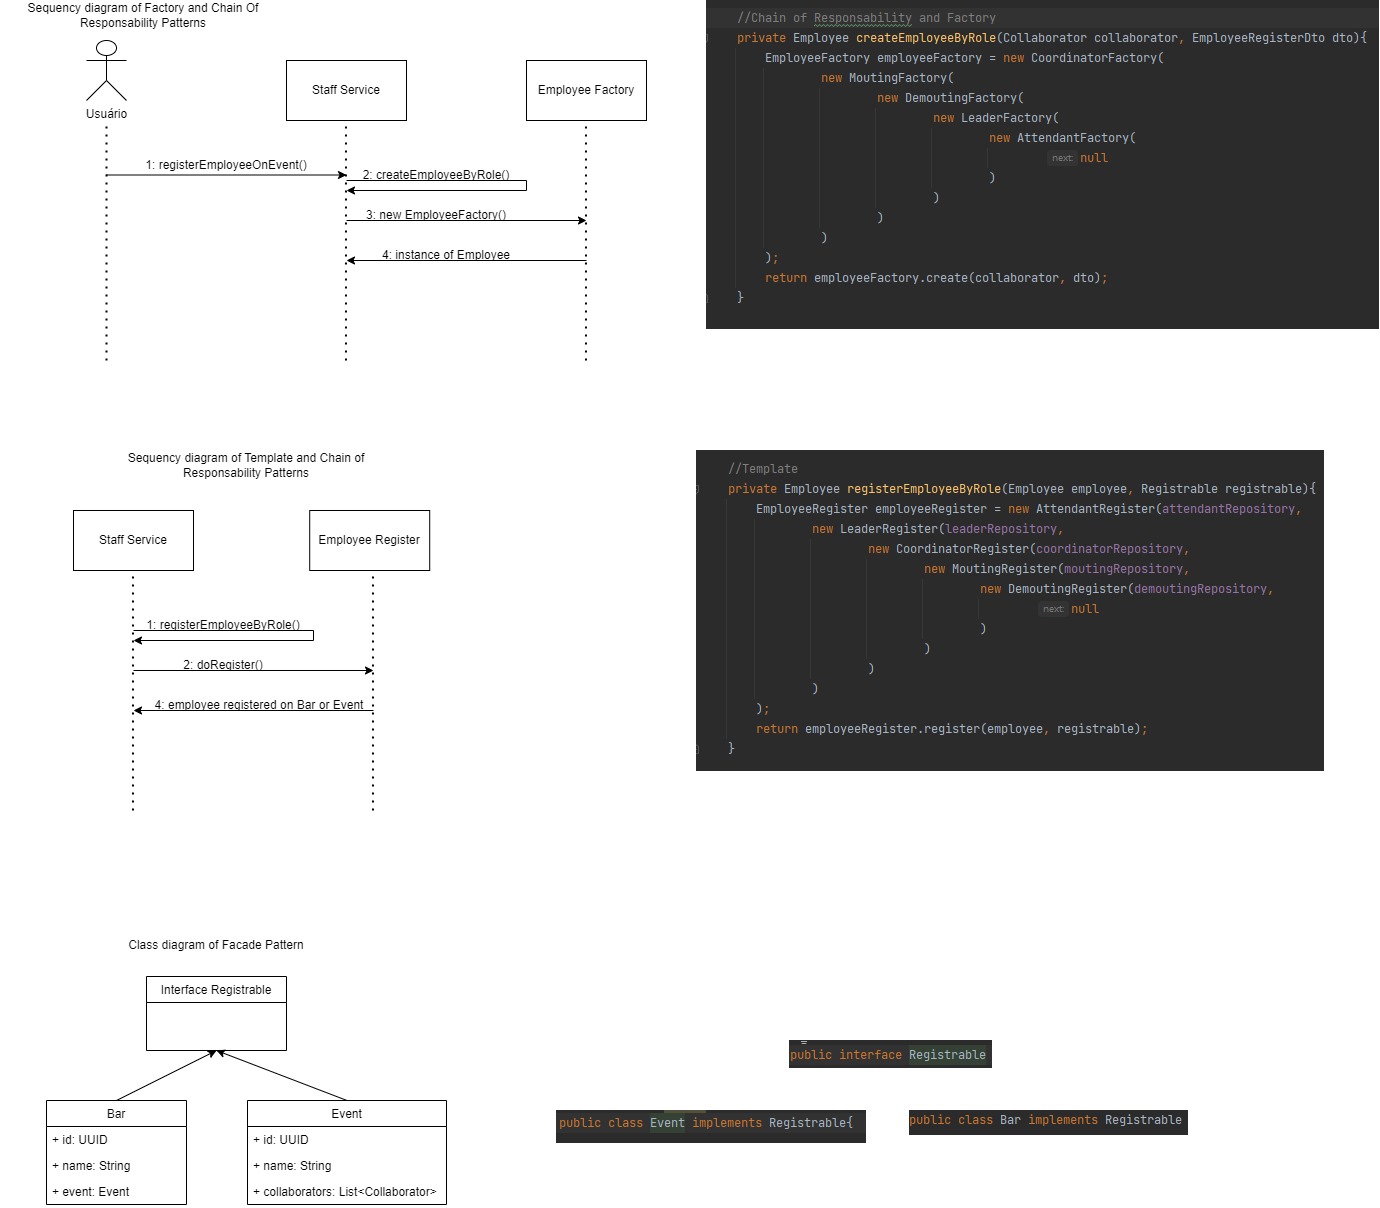 Sequency diagram of Factory and Chain Of
Responsability Patterns
Usuário
Staff Service
Employee Factory
1: registerEmployeeOnEvent()
2: createEmployeeByRole()
3: new EmployeeFactory()
4: instance of Employee
//Chain of Responsability and Factory
private Employee createEmployeeByRole(Collaborator collaborator, EmployeeRegisterDto dto){
EmployeeFactory employeeFactory = new CoordinatorFactory(
new MoutingFactory(
new DemoutingFactory(
new LeaderFactory(
new AttendantFactory(
next: null
)
)
)
)
);
return employeeFactory.create(collaborator, dto);
}
Sequency diagram of Template and Chain of
Responsability Patterns
Staff Service
Employee Register
1: registerEmployeeByRole()
2: doRegister()
4: employee registered on Bar or Event
//Template
private Employee registerEmployeeByRole(Employee employee, Registrable registrable){
EmployeeRegister employeeRegister = new AttendantRegister(attendantRepository,
new LeaderRegister(leaderRepository,
new CoordinatorRegister(coordinatorRepository,
new MoutingRegister(moutingRepository,
new DemoutingRegister(demoutingRepository,
next: null
)
)
)
)
);
return employeeRegister.register(employee, registrable);
}
Class diagram of Facade Pattern
Interface Registrable
Bar
+ id: UUID
+ name: String
+ event: Event
Event
+ id: UUID
+ name: String
+ collaborators: List<Collaborator>
public interface Registrable
public class Event implements Registrable{
public class Bar implements Registrable